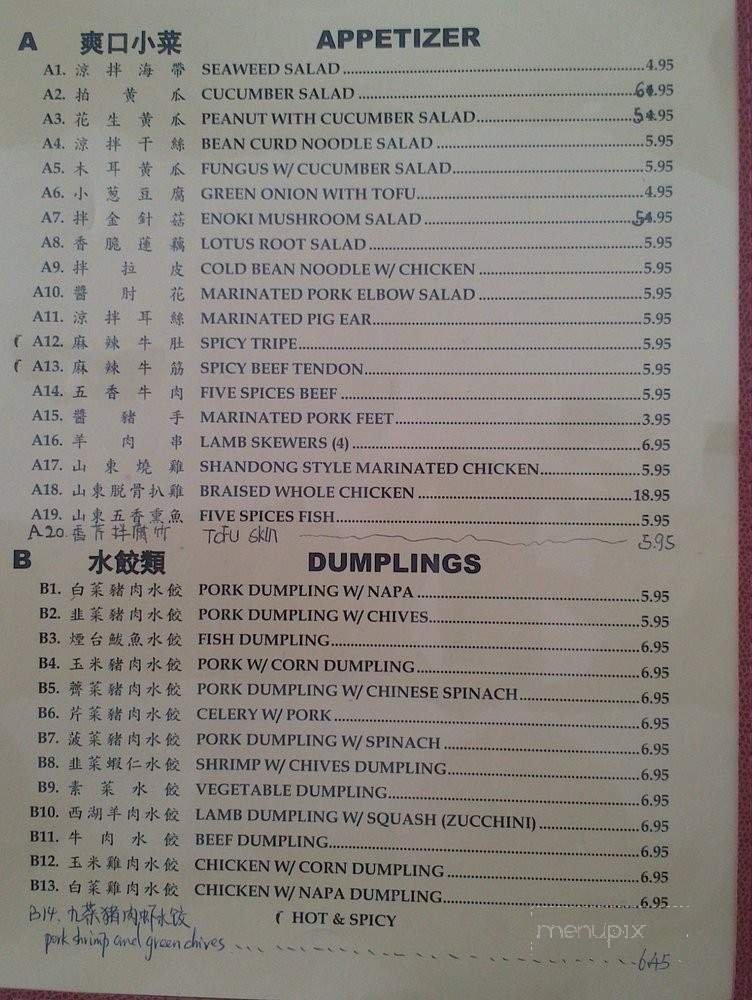 A 爽口小菜 APPETIZER
A1. 涼拌海帶 SEAWEED SALAD 4.95
A2. 拍黃瓜 CUCUMBER SALAD .95
A3. 花生黃瓜 PEANUT WITH CUCUMBER SALAD 5.95
A4. 涼拌干絲 BEAN CURD NOODLE SALAD 5.95
A5. 木耳黃瓜 FUNGUS W/ CUCUMBER SALAD 5.95
A6. 小蔥豆腐 GREEN ONION WITH TOFU 4.95
A7. 拌金針菇 ENOKI MUSHROOM SALAD 5.95
A8. 香脆蓮藕 LOTUS ROOT SALAD 5.95
A9. 拌拉皮 COLD BEAN NOODLE W/ CHICKEN 5.95
A10. 醬肘花 MARINATED PORK ELBOW SALAD 5.95
A11. 涼拌耳絲 MARINATED PIG EAR 5.95
A12. 麻辣牛肚 SPICY TRIPE 5.95
A13. 麻辣牛筋 SPICY BEEF TENDON 5.95
A14. 五香牛肉 FIVE SPICES BEEF 5.95
A15. 醬豬手 MARINATED PORK FEET 3.95
A16. 羊肉串 LAMB SKEWERS (4) 6.95
A17. 山東燒雞 SHANDONG STYLE MARINATED CHICKEN 5.95
A18. 山東脫骨扒雞 BRAISED WHOLE CHICKEN 18.95
A19. 山東五香熏魚 FIVE SPICES FISH 5.95
A20. 香芹拌腐竹 TOFU SKIN 5.95
B 水餃類 DUMPLINGS
B1. 白菜豬肉水餃 PORK DUMPLING W/ NAPA 5.95
B2. 韭菜豬肉水餃 PORK DUMPLING W/ CHIVES 5.95
B3. 煙台鮁魚水餃 FISH DUMPLING 6.95
B4. 玉米豬肉水餃 PORK W/ CORN DUMPLING 6.95
B5. 薺菜豬肉水餃 PORK DUMPLING W/ CHINESE SPINACH 6.95
B6. 芹菜豬肉水餃 CELERY W/ PORK 6.95
B7. 菠菜豬肉水餃 PORK DUMPLING W/ SPINACH 6.95
B8. 韭菜蝦仁水餃 SHRIMP W/ CHIVES DUMPLING 6.95
B9. 素菜水餃 VEGETABLE DUMPLING 6.95
B10. 西湖羊肉水餃 LAMB DUMPLING W/ SQUASH (ZUCCHINI) 6.95
B11. 牛肉水餃 BEEF DUMPLING 6.95
B12. 玉米雞肉水餃 CHICKEN W/ CORN DUMPLING 6.95
B13. 白菜雞肉水餃 CHICKEN W/ NAPA DUMPLING 6.95
B14. 九菜豬肉虾水餃
HOT & SPICY
menupix
pork shrimp and green chives 6.45